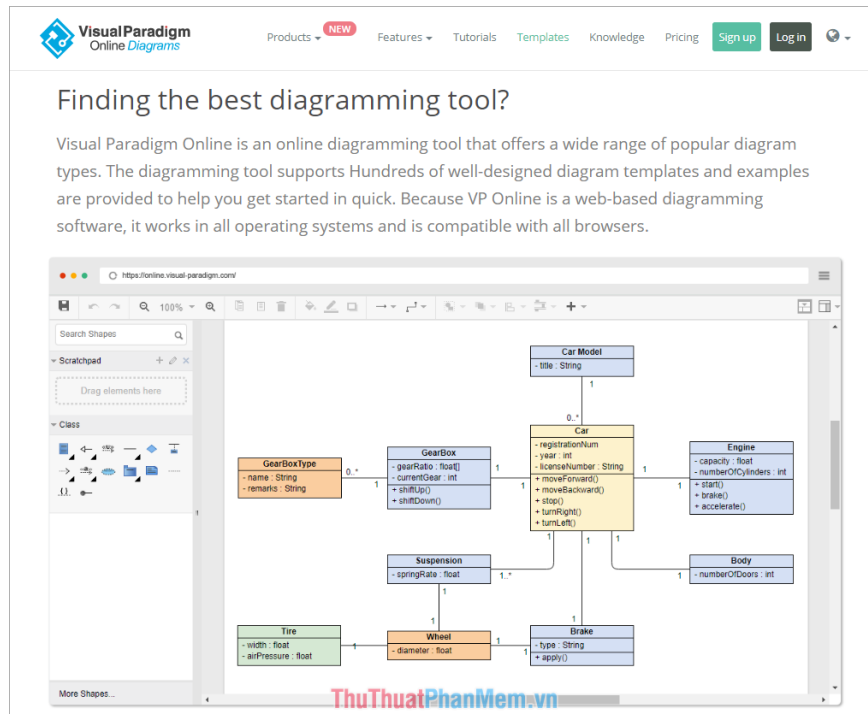 Visual Paradigm
Online Diagrams
Products
NEW
Features
Tutorials
Templates
Knowledge
Pricing
Sign up
Log in
Finding the best diagramming tool?
Visual Paradigm Online is an online diagramming tool that offers a wide range of popular diagram
types. The diagramming tool supports Hundreds of well-designed diagram templates and examples
are provided to help you get started in quick. Because VP Online is a web-based diagramming
software, it works in all operating systems and is compatible with all browsers.
https://online.visual-paradigm.com/
100%
Search Shapes
Scratchpad
Drag elements here
Class
More Shapes...
Car Model
- title : String
1
0..*
Car
- registrationNum
- year : int
- licenseNumber : String
+ moveForward()
+ moveBackward()
+ stop()
+ turnRight()
+ turnLeft()
GearBoxType
- name : String
- remarks : String
0..*
1
GearBox
- gearRatio : float[]
- currentGear : int
+ shiftUp()
+ shiftDown()
1
1
1
1
Engine
- capacity : float
- numberOfCylinders : int
+ start()
+ brake()
+ accelerate()
1
1
1
Suspension
- springRate : float
1..*
1
Body
- numberOfDoors : int
1
1
1
Tire
- width : float
- airPressure : float
1
Wheel
- diameter : float
1
1
Brake
- type : String
+ apply()
1
ThuThuatPhanMem.vn